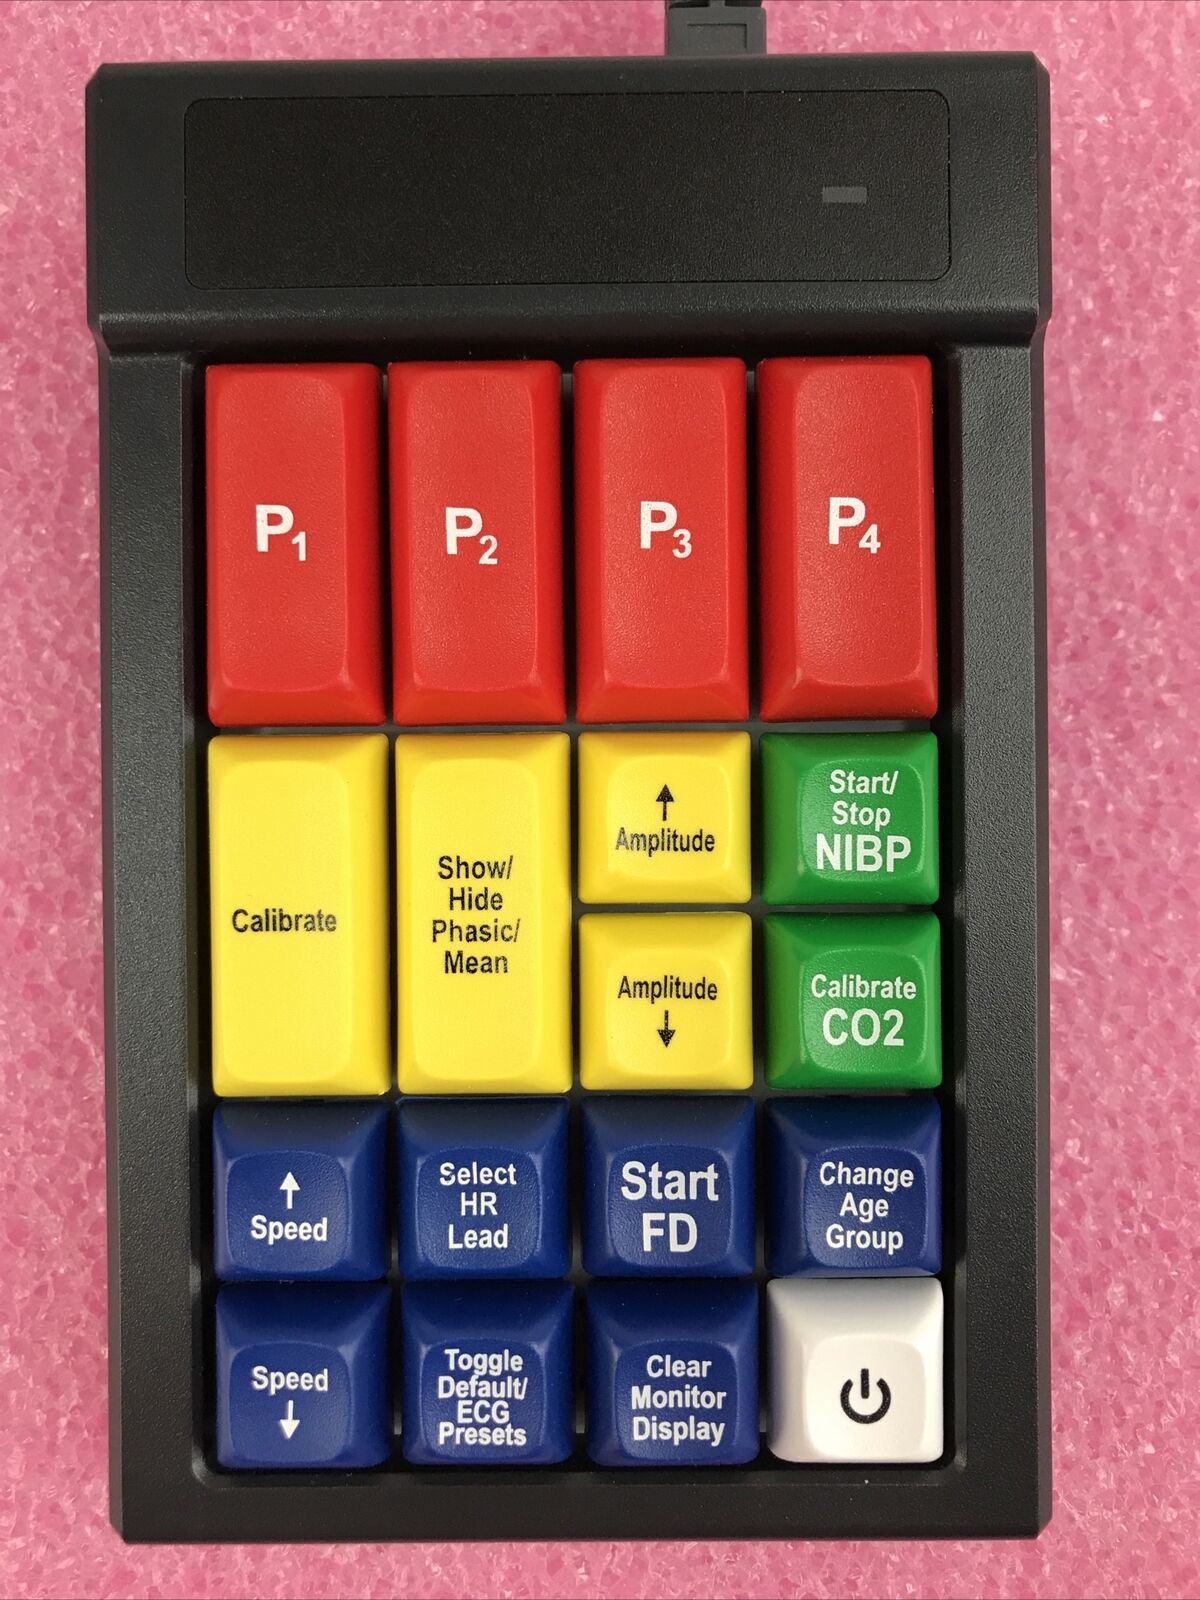 P1
P2
P3
P4
Calibrate
Show/
Hide
Phasic/
Mean
↑
Amplitude
Start/
Stop
NIBP
Amplitude
↓
Calibrate
CO2
↑
Speed
Select
HR
Lead
Start
FD
Change
Age
Group
Speed
↓
Toggle
Default/
ECG
Presets
Clear
Monitor
Display